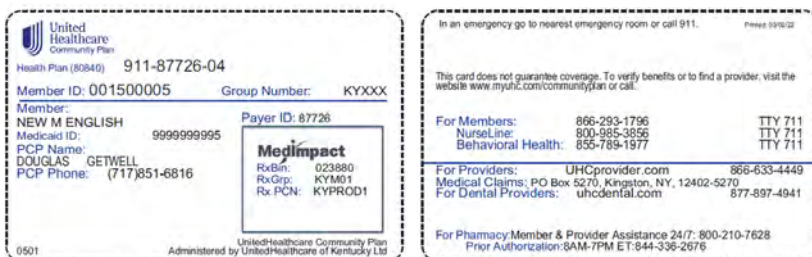 United
Healthcare
Community Plan
Health Plan (80840) 911-87726-04
Member ID: 001500005 Group Number: KYXXX
Member:
NEW M ENGLISH
Medicaid ID: 9999999995
PCP Name:
DOUGLAS GETWELL
PCP Phone: (717)851-6816
Payer ID: 87726
MedImpact
RxBin: 023880
RxGrp: KYM01
Rx PCN: KYPROD1
0501
UnitedHealthcare Community Plan
Administered by UnitedHealthcare of Kentucky Ltd
In an emergency go to nearest emergency room or call 911. Printed: 03/08/22
This card does not guarantee coverage. To verify benefits or to find a provider, visit the
website www.myuhc.com/communityplan or call.
For Members: 866-293-1796 TTY 711
NurseLine: 800-985-3856 TTY 711
Behavioral Health: 855-789-1977 TTY 711
For Providers: UHCprovider.com 866-633-4449
Medical Claims: PO Box 5270, Kingston, NY, 12402-5270
For Dental Providers: uhcdental.com 877-897-4941
For Pharmacy:Member & Provider Assistance 24/7: 800-210-7628
Prior Authorization:8AM-7PM ET:844-336-2676